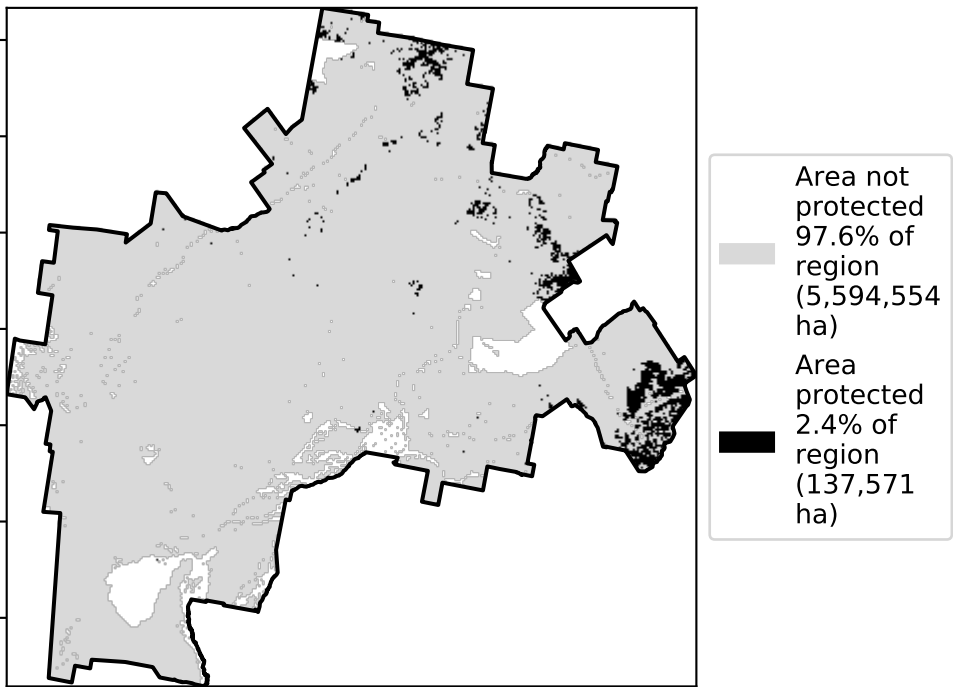 Area not
protected
97.6% of
region
(5,594,554
ha)
Area
protected
2.4% of
region
(137,571
ha)